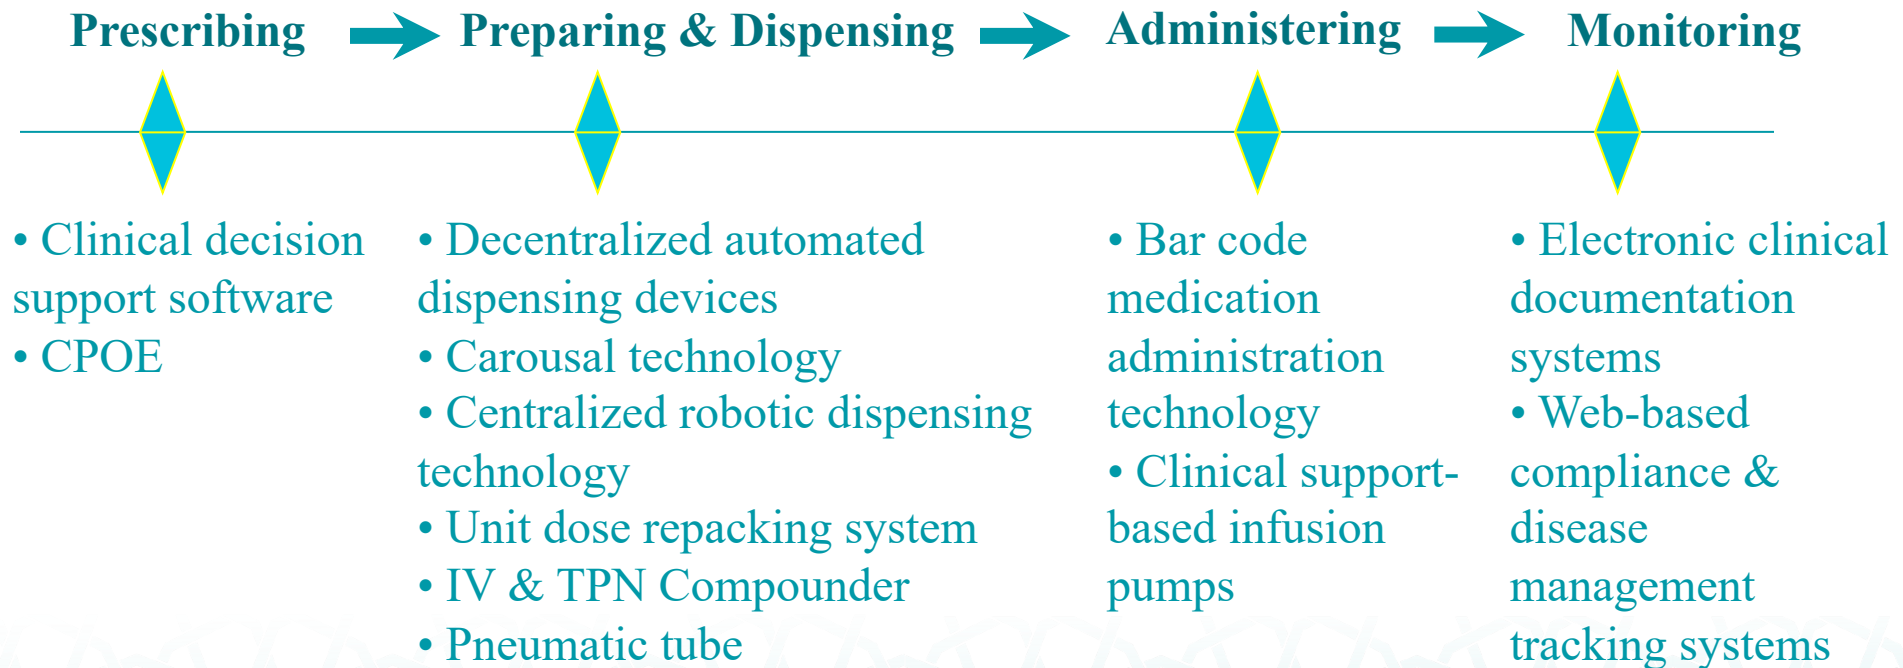 Prescribing
Preparing & Dispensing
Administering
Monitoring
• Clinical decision
support software
• CPOE
• Decentralized automated
dispensing devices
• Carousal technology
• Centralized robotic dispensing
technology
• Unit dose repacking system
• IV & TPN Compounder
• Pneumatic tube
• Bar code
medication
administration
technology
• Clinical support-
based infusion
pumps
• Electronic clinical
documentation
systems
• Web-based
compliance &
disease
management
tracking systems